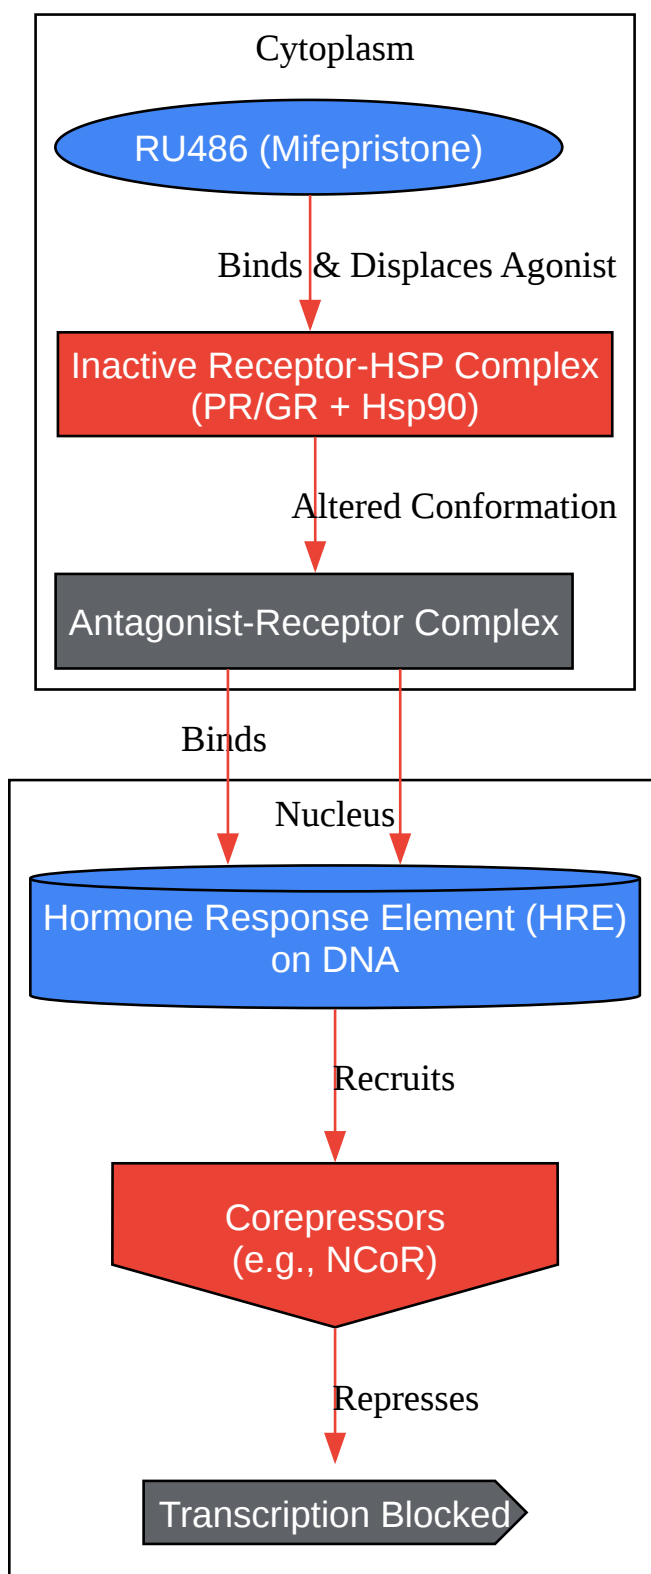 Cytoplasm
RU486 (Mifepristone)
Binds & Displaces Agonist
Inactive Receptor-HSP Complex
(PR/GR + Hsp90)
Altered Conformation
Antagonist-Receptor Complex
Binds
Nucleus
Hormone Response Element (HRE)
on DNA
Recruits
Corepressors
(e.g., NCoR)
Represses
Transcription Blocked